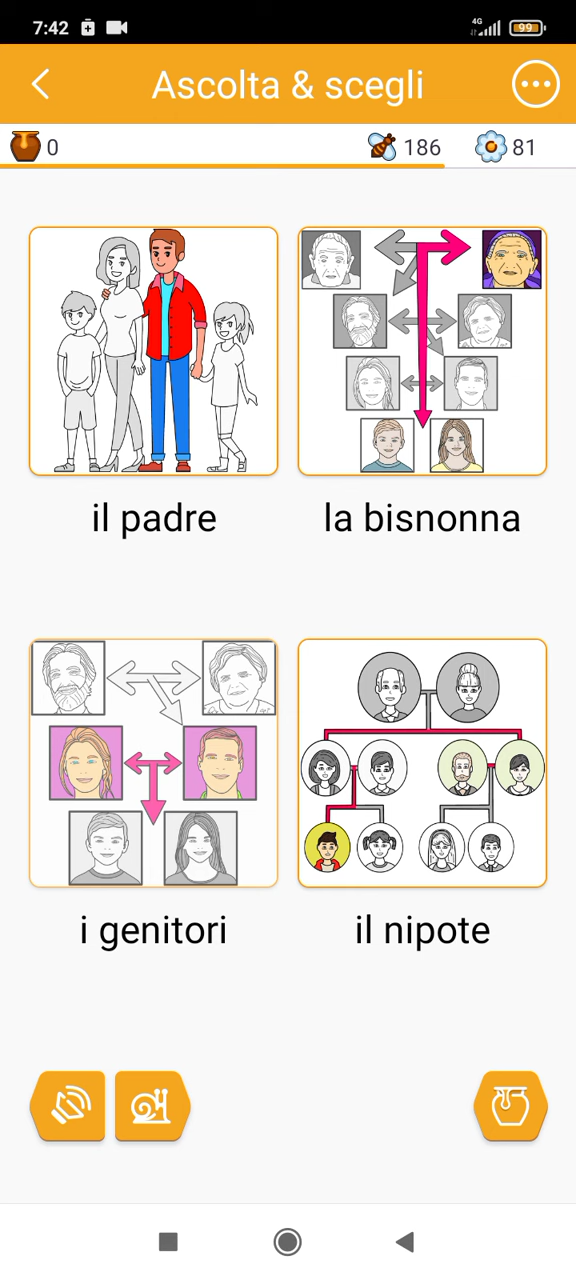 7:42
4G
99
Ascolta & scegli
0
186
81
il padre
la bisnonna
i genitori
il nipote